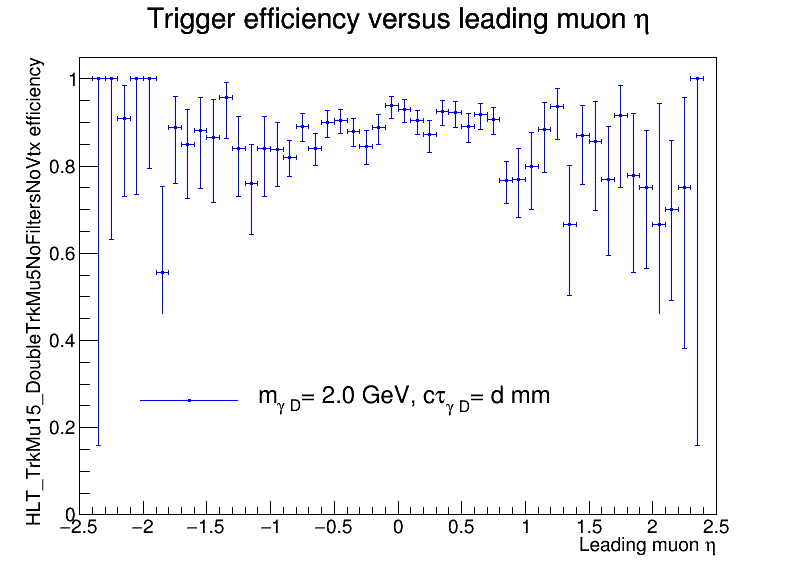 Trigger efficiency versus leading muon η
HLT_TrkMu15_DoubleTrkMu5NoFiltersNoVtx efficiency
1
0.8
0.6
0.4
0.2
0
mγ D= 2.0 GeV, cτγ D= d mm
−2.5 −2 −1.5 −1 −0.5 0 0.5 1 1.5 2 2.5
Leading muon η